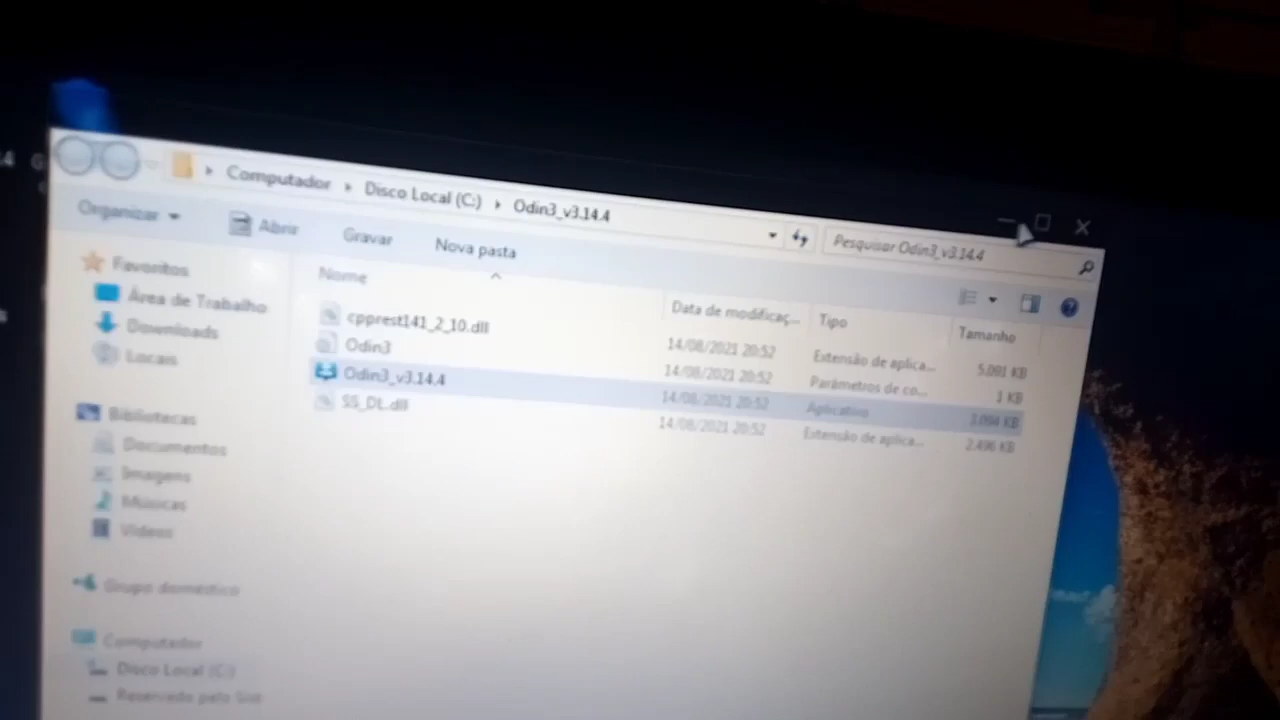 Computador
Disco Local (C:)
Odin3_v3.14.4
Pesquisar Odin3_v3.14.4
Organizar
Abrir
Gravar
Nova pasta
Nome
Data de modificaç...
Tipo
Tamanho
cpprest141_2_10.dll
14/08/2021 20:52
Extensão de aplica...
5.091 KB
Odin3
14/08/2021 20:52
Parâmetros de co...
1 KB
Odin3_v3.14.4
14/08/2021 20:52
Aplicativo
3.094 KB
SS_DL.dll
14/08/2021 20:52
Extensão de aplica...
2.496 KB
Favoritos
Área de Trabalho
Downloads
Locais
Bibliotecas
Documentos
Imagens
Músicas
Vídeos
Grupo doméstico
Computador
Disco Local (C:)
Reservado pelo Sist